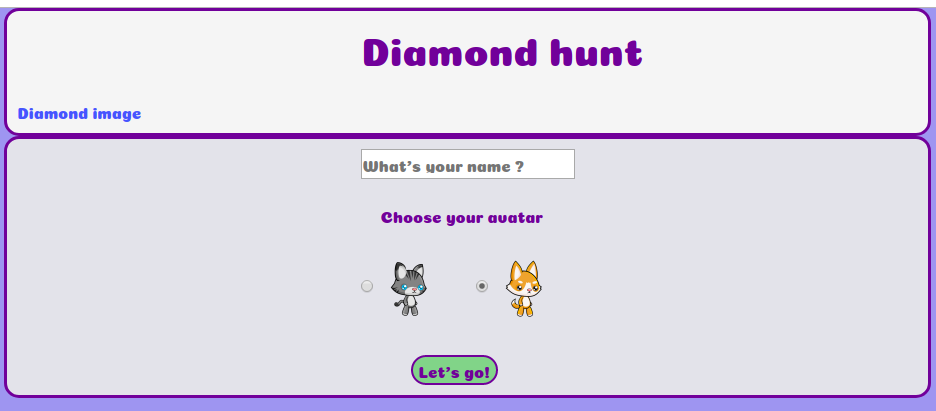 Diamond hunt
Diamond image
What's your name ?
Choose your avatar
Let's go!